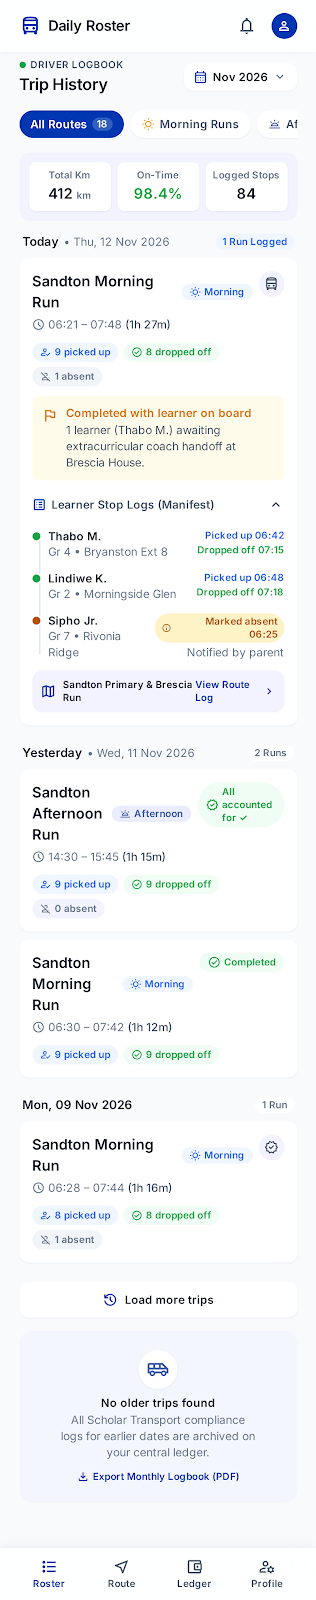 Daily Roster
DRIVER LOGBOOK
Trip History
Nov 2026
All Routes 18
Morning Runs
Af
Total Km
412 km
On-Time
98.4%
Logged Stops
84
Today • Thu, 12 Nov 2026
1 Run Logged
Sandton Morning
Run
Morning
06:21 – 07:48 (1h 27m)
9 picked up
8 dropped off
1 absent
Completed with learner on board
1 learner (Thabo M.) awaiting
extracurricular coach handoff at
Brescia House.
Learner Stop Logs (Manifest)
Thabo M.
Gr 4 • Bryanston Ext 8
Picked up 06:42
Dropped off 07:15
Lindiwe K.
Gr 2 • Morningside Glen
Picked up 06:48
Dropped off 07:18
Sipho Jr.
Gr 7 • Rivonia
Ridge
Marked absent
06:25
Notified by parent
Sandton Primary & Brescia
Run
View Route
Log
Yesterday • Wed, 11 Nov 2026
2 Runs
Sandton
Afternoon
Run
Afternoon
All
accounted
for ✓
14:30 – 15:45 (1h 15m)
9 picked up
9 dropped off
0 absent
Sandton
Morning
Run
Morning
Completed
06:30 – 07:42 (1h 12m)
9 picked up
9 dropped off
Mon, 09 Nov 2026
1 Run
Sandton Morning
Run
Morning
06:28 – 07:44 (1h 16m)
8 picked up
8 dropped off
1 absent
Load more trips
No older trips found
All Scholar Transport compliance
logs for earlier dates are archived on
your central ledger.
Export Monthly Logbook (PDF)
Roster
Route
Ledger
Profile